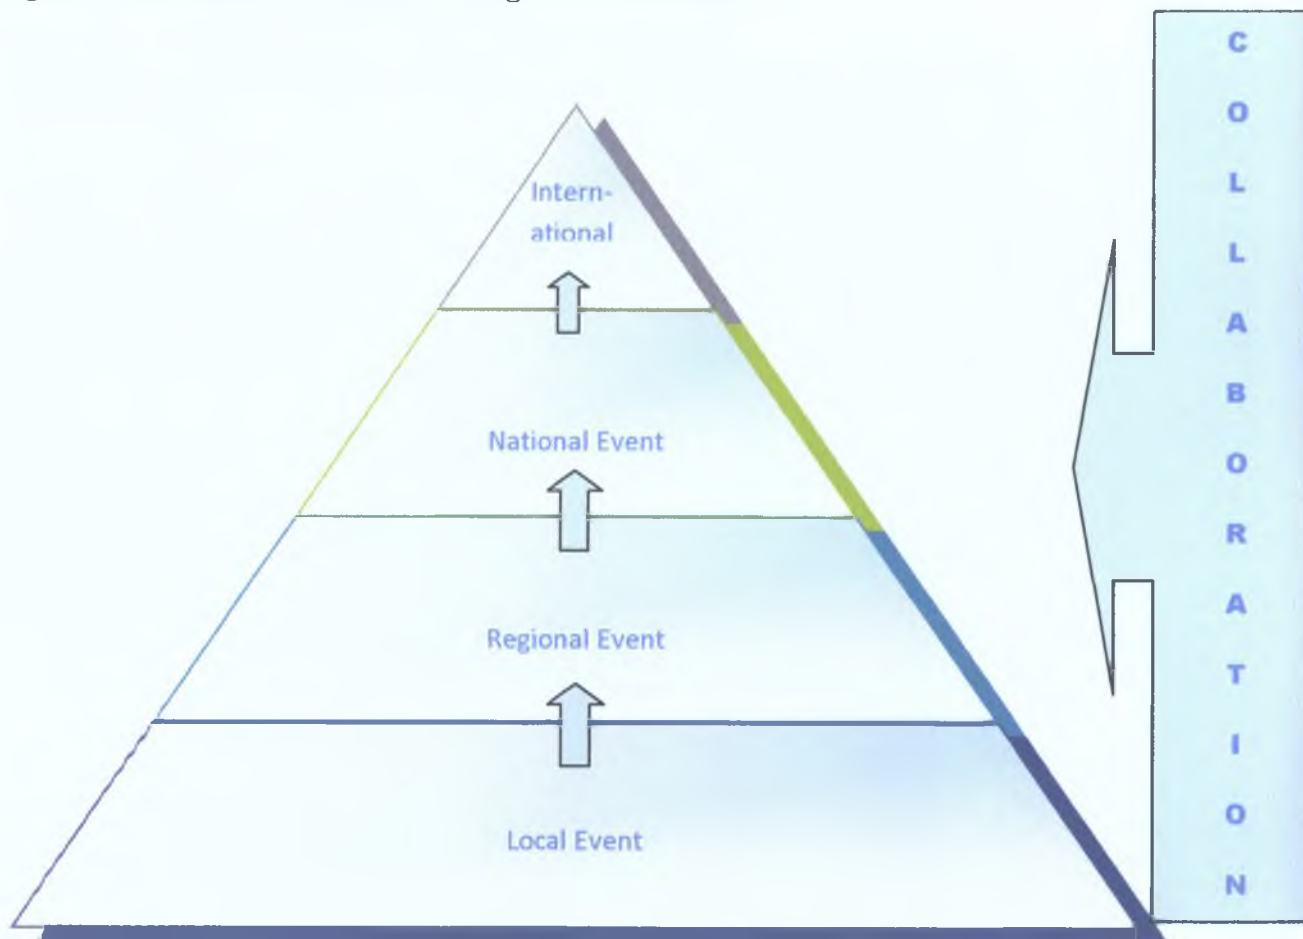 Intern-
ational
National Event
Regional Event
Local Event
C
O
L
L
A
B
O
R
A
T
I
O
N